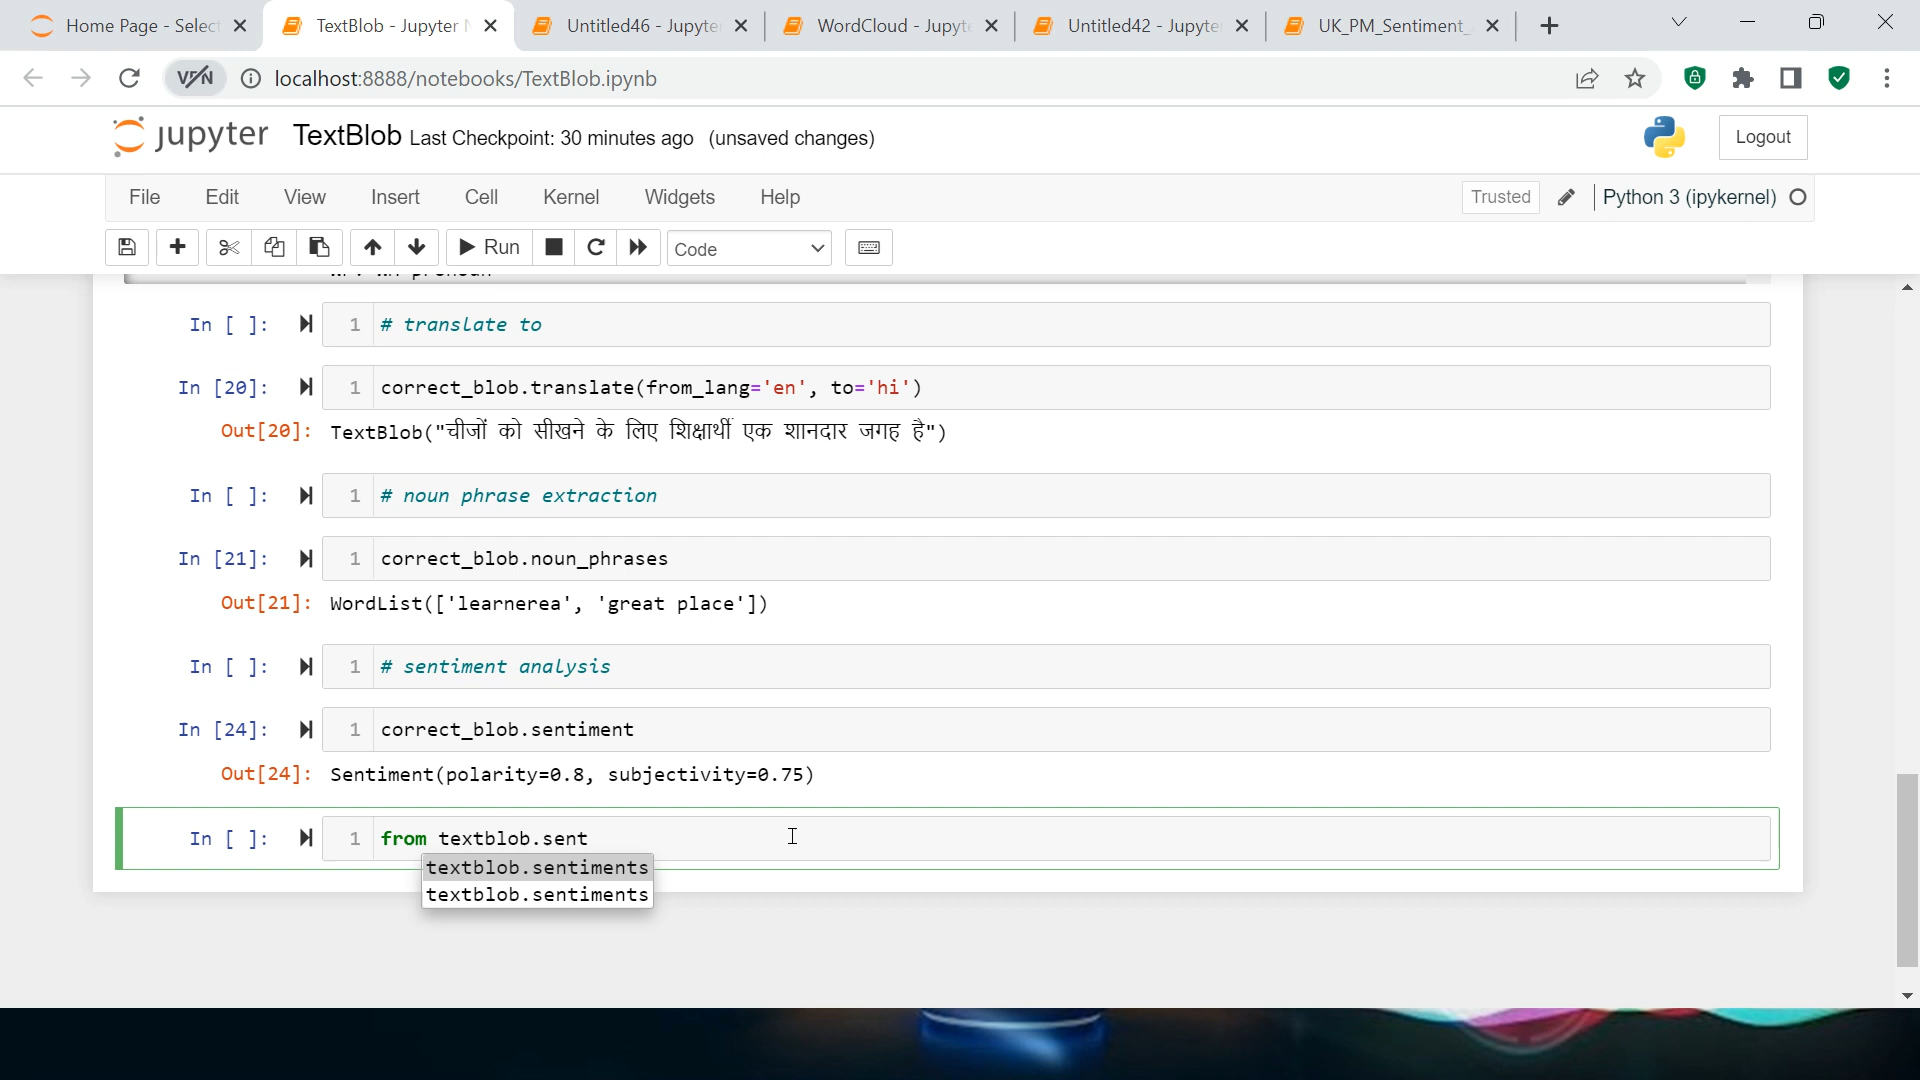 Home Page - Select
TextBlob - Jupyter N
Untitled46 - Jupyte
WordCloud - Jupyte
Untitled42 - Jupyte
UK_PM_Sentiment_
VPN
localhost:8888/notebooks/TextBlob.ipynb
jupyter TextBlob Last Checkpoint: 30 minutes ago (unsaved changes)
Logout
File Edit View Insert Cell Kernel Widgets Help
Trusted
Python 3 (ipykernel)
Run
Code
In [ ]: 1 # translate to
In [20]: 1 correct_blob.translate(from_lang='en', to='hi')
Out[20]: TextBlob("चीजों को सीखने के लिए शिक्षार्थी एक शानदार जगह है")
In [ ]: 1 # noun phrase extraction
In [21]: 1 correct_blob.noun_phrases
Out[21]: WordList(['learnerea', 'great place'])
In [ ]: 1 # sentiment analysis
In [24]: 1 correct_blob.sentiment
Out[24]: Sentiment(polarity=0.8, subjectivity=0.75)
In [ ]: 1 from textblob.sent
textblob.sentiments
textblob.sentiments